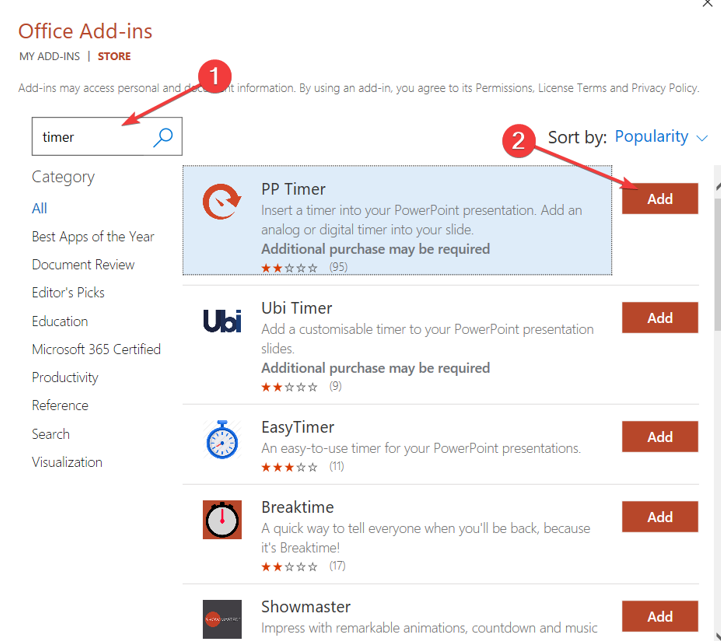 Office Add-ins
MY ADD-INS | STORE
Add-ins may access personal and document information. By using an add-in, you agree to its Permissions, License Terms and Privacy Policy.
1
timer
2
Sort by: Popularity
Category
All
Best Apps of the Year
Document Review
Editor's Picks
Education
Microsoft 365 Certified
Productivity
Reference
Search
Visualization
PP Timer
Insert a timer into your PowerPoint presentation. Add an
analog or digital timer into your slide.
Additional purchase may be required
(95)
Add
Ubi
Ubi Timer
Add a customisable timer to your PowerPoint presentation
slides.
Additional purchase may be required
(9)
Add
EasyTimer
An easy-to-use timer for your PowerPoint presentations.
(11)
Add
Breaktime
A quick way to tell everyone when you'll be back, because
it's Breaktime!
(17)
Add
Showmaster
Impress with remarkable animations, countdown and music
Add